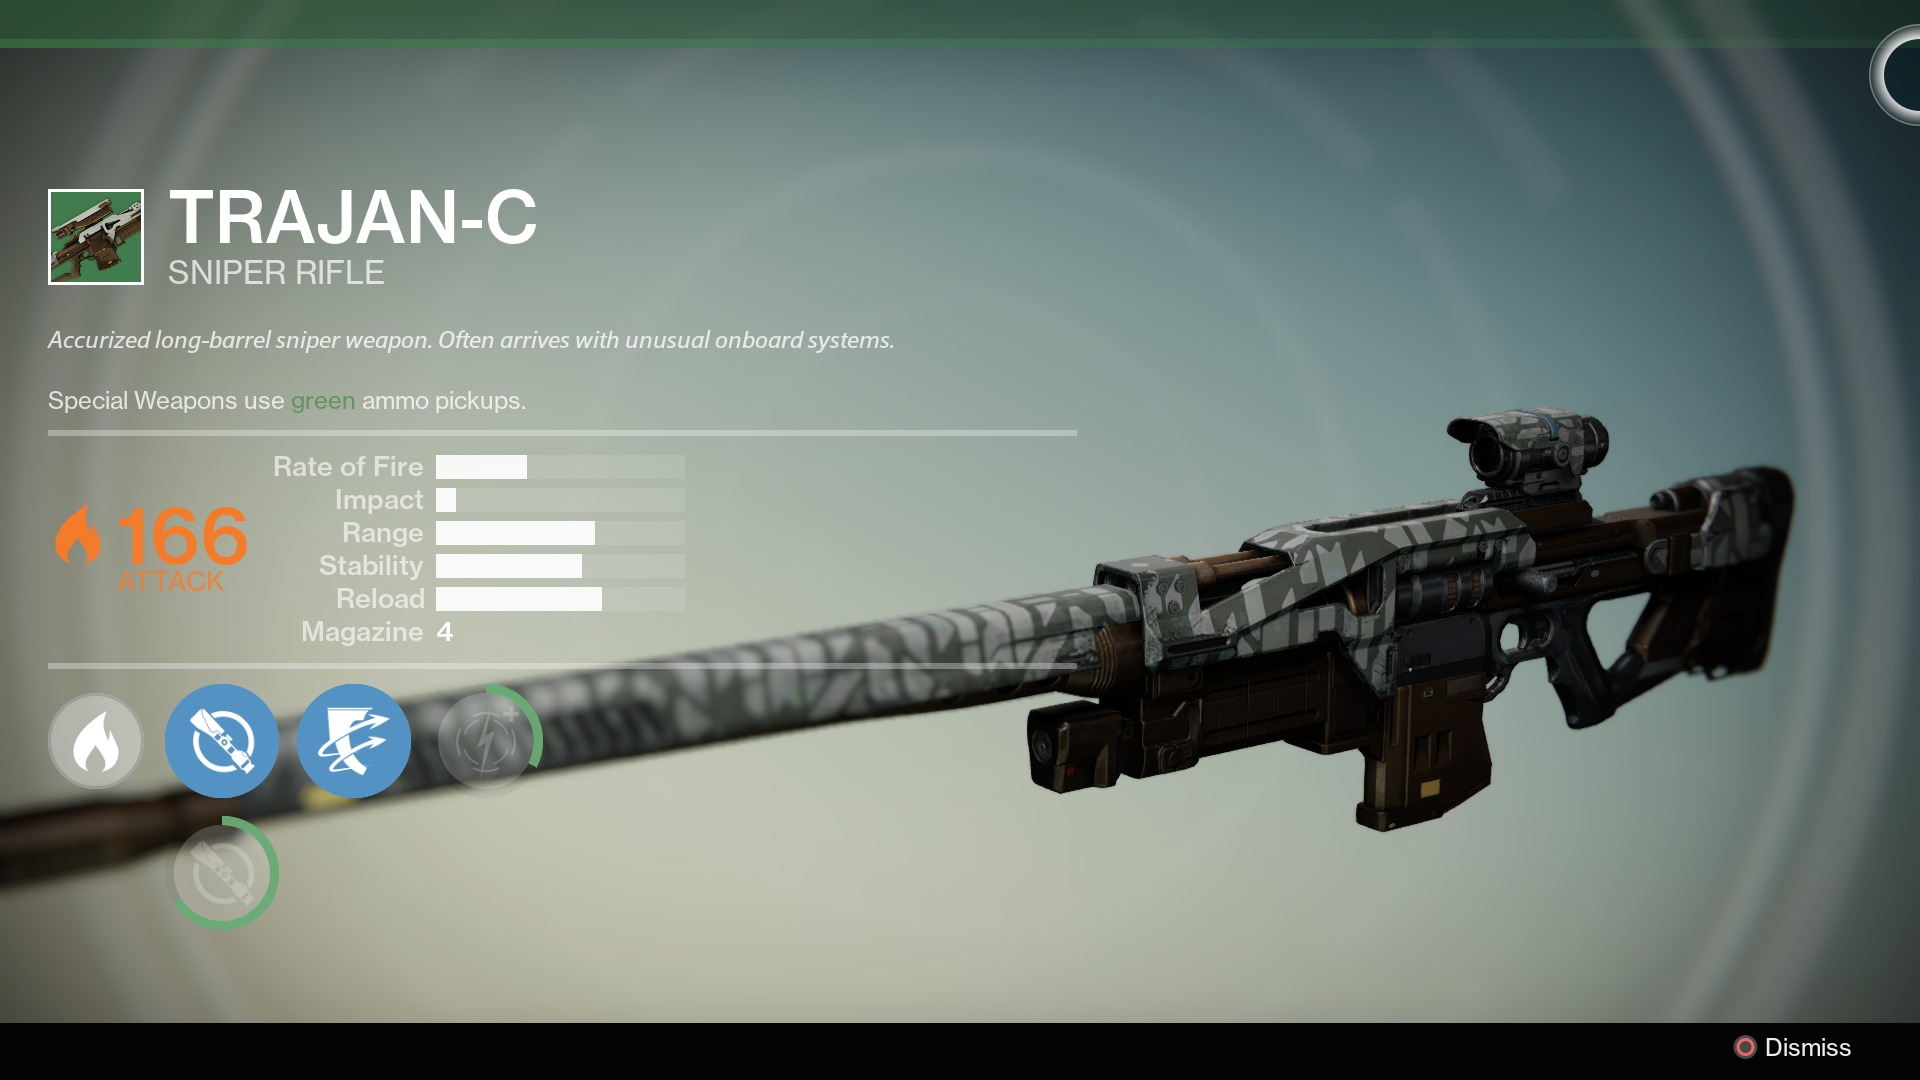 TRAJAN-C
SNIPER RIFLE
Accurized long-barrel sniper weapon. Often arrives with unusual onboard systems.
Special Weapons use green ammo pickups.
166
ATTACK
Rate of Fire
Impact
Range
Stability
Reload
Magazine 4
Dismiss